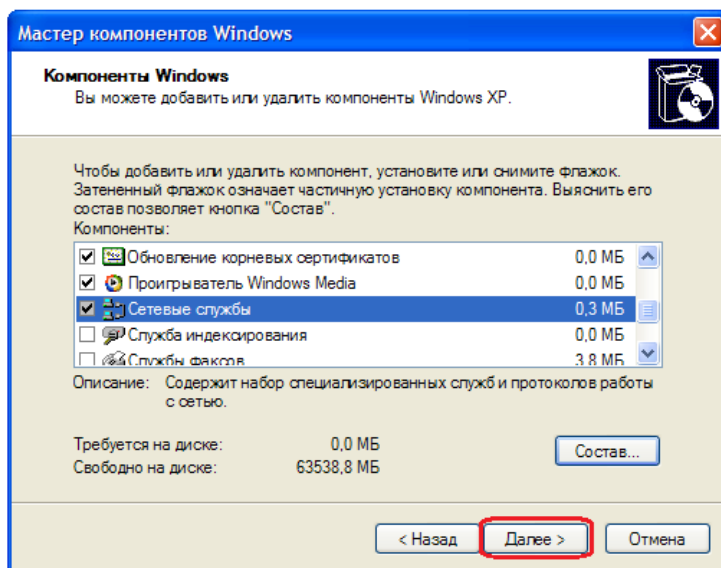 Мастер компонентов Windows
Компоненты Windows
Вы можете добавить или удалить компоненты Windows XP.
Чтобы добавить или удалить компонент, установите или снимите флажок.
Затененный флажок означает частичную установку компонента. Выяснить его
состав позволяет кнопка "Состав".
Компоненты:
Обновление корневых сертификатов 0,0 МБ
Проигрыватель Windows Media 0,0 МБ
Сетевые службы 0,3 МБ
Служба индексирования 0,0 МБ
Службы факсов 3,8 МБ
Описание: Содержит набор специализированных служб и протоколов работы
с сетью.
Требуется на диске: 0,0 МБ
Свободно на диске: 63538,8 МБ
Состав...
< Назад Далее > Отмена